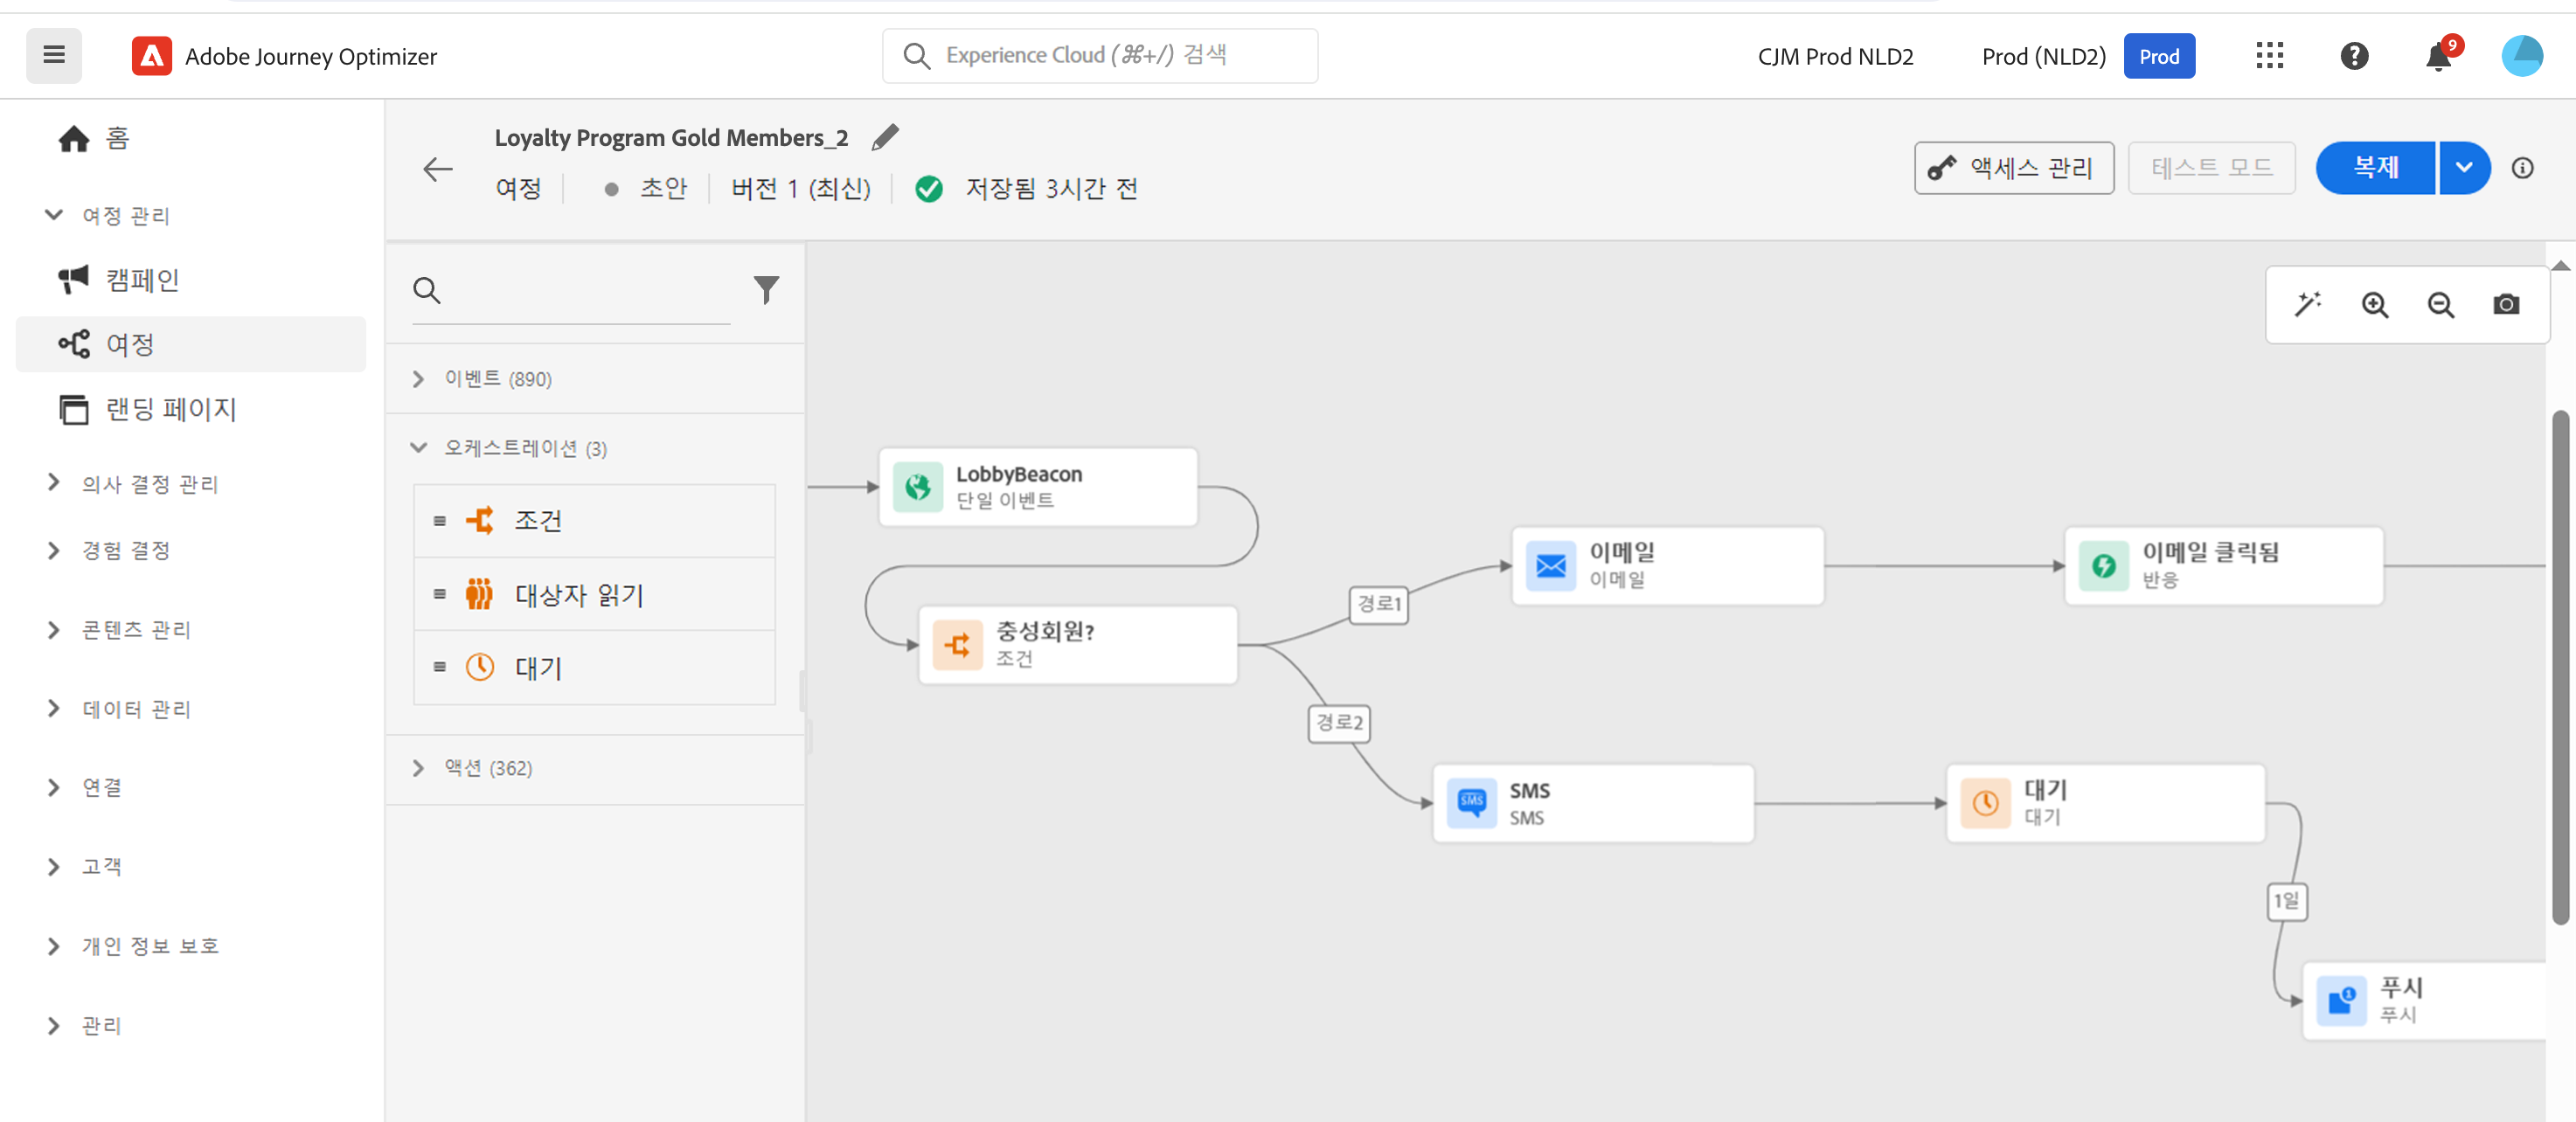 Adobe Journey Optimizer
Experience Cloud (⌘+/) 검색
CJM Prod NLD2
Prod (NLD2)
Prod
9
홈
여정 관리
캠페인
여정
랜딩 페이지
의사 결정 관리
경험 결정
콘텐츠 관리
데이터 관리
연결
고객
개인 정보 보호
관리
Loyalty Program Gold Members_2
여정
초안
버전 1 (최신)
저장됨 3시간 전
액세스 관리
테스트 모드
복제
이벤트 (890)
오케스트레이션 (3)
조건
대상자 읽기
대기
액션 (362)
LobbyBeacon
단일 이벤트
충성회원?
조건
경로1
이메일
이메일
이메일 클릭됨
반응
경로2
SMS
SMS
SMS
대기
대기
1일
1
푸시
푸시